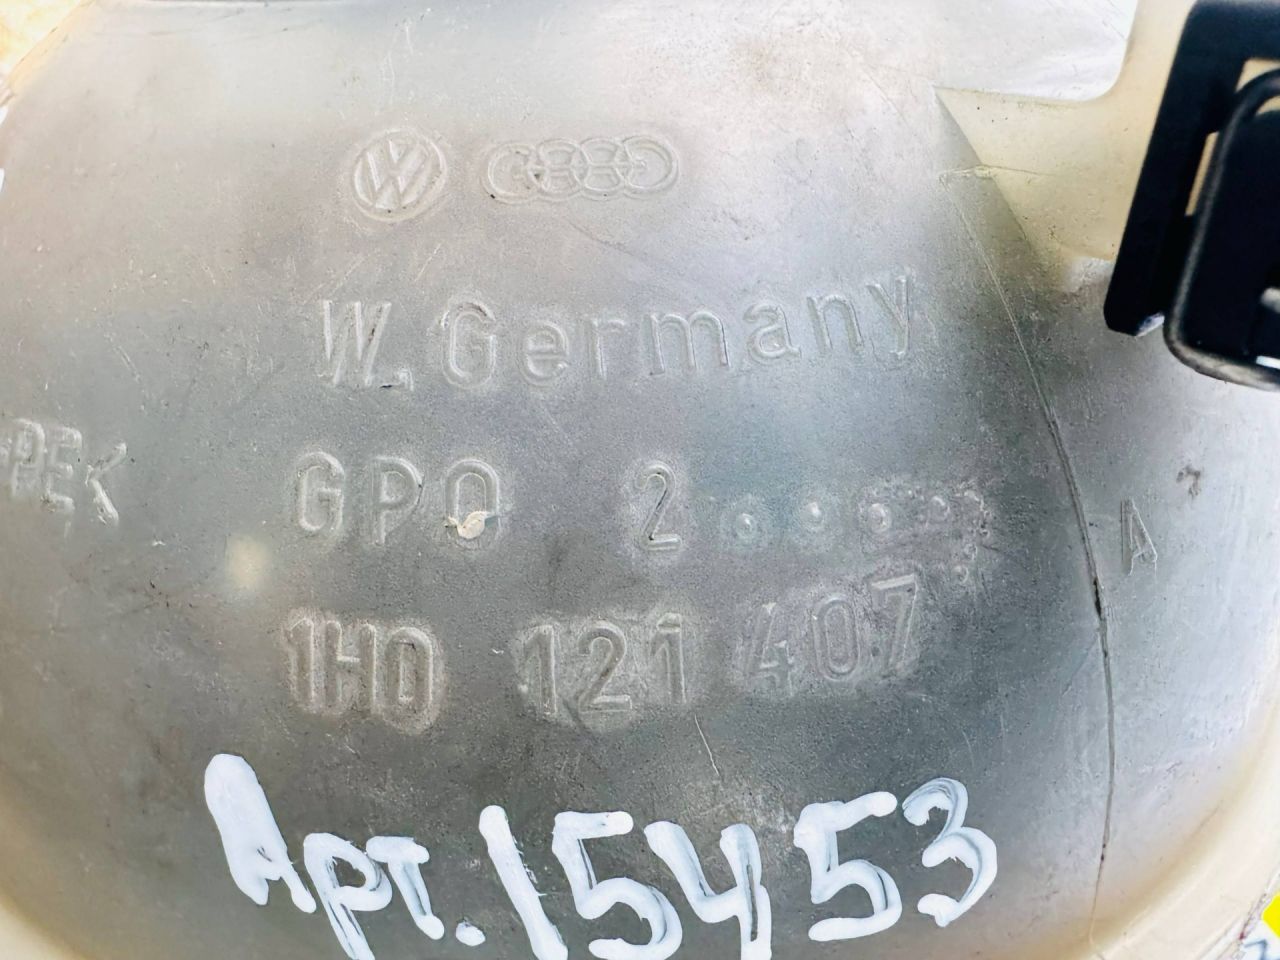 W. Germany
GPO 2
A
1H0 121 407
Арт. 15453